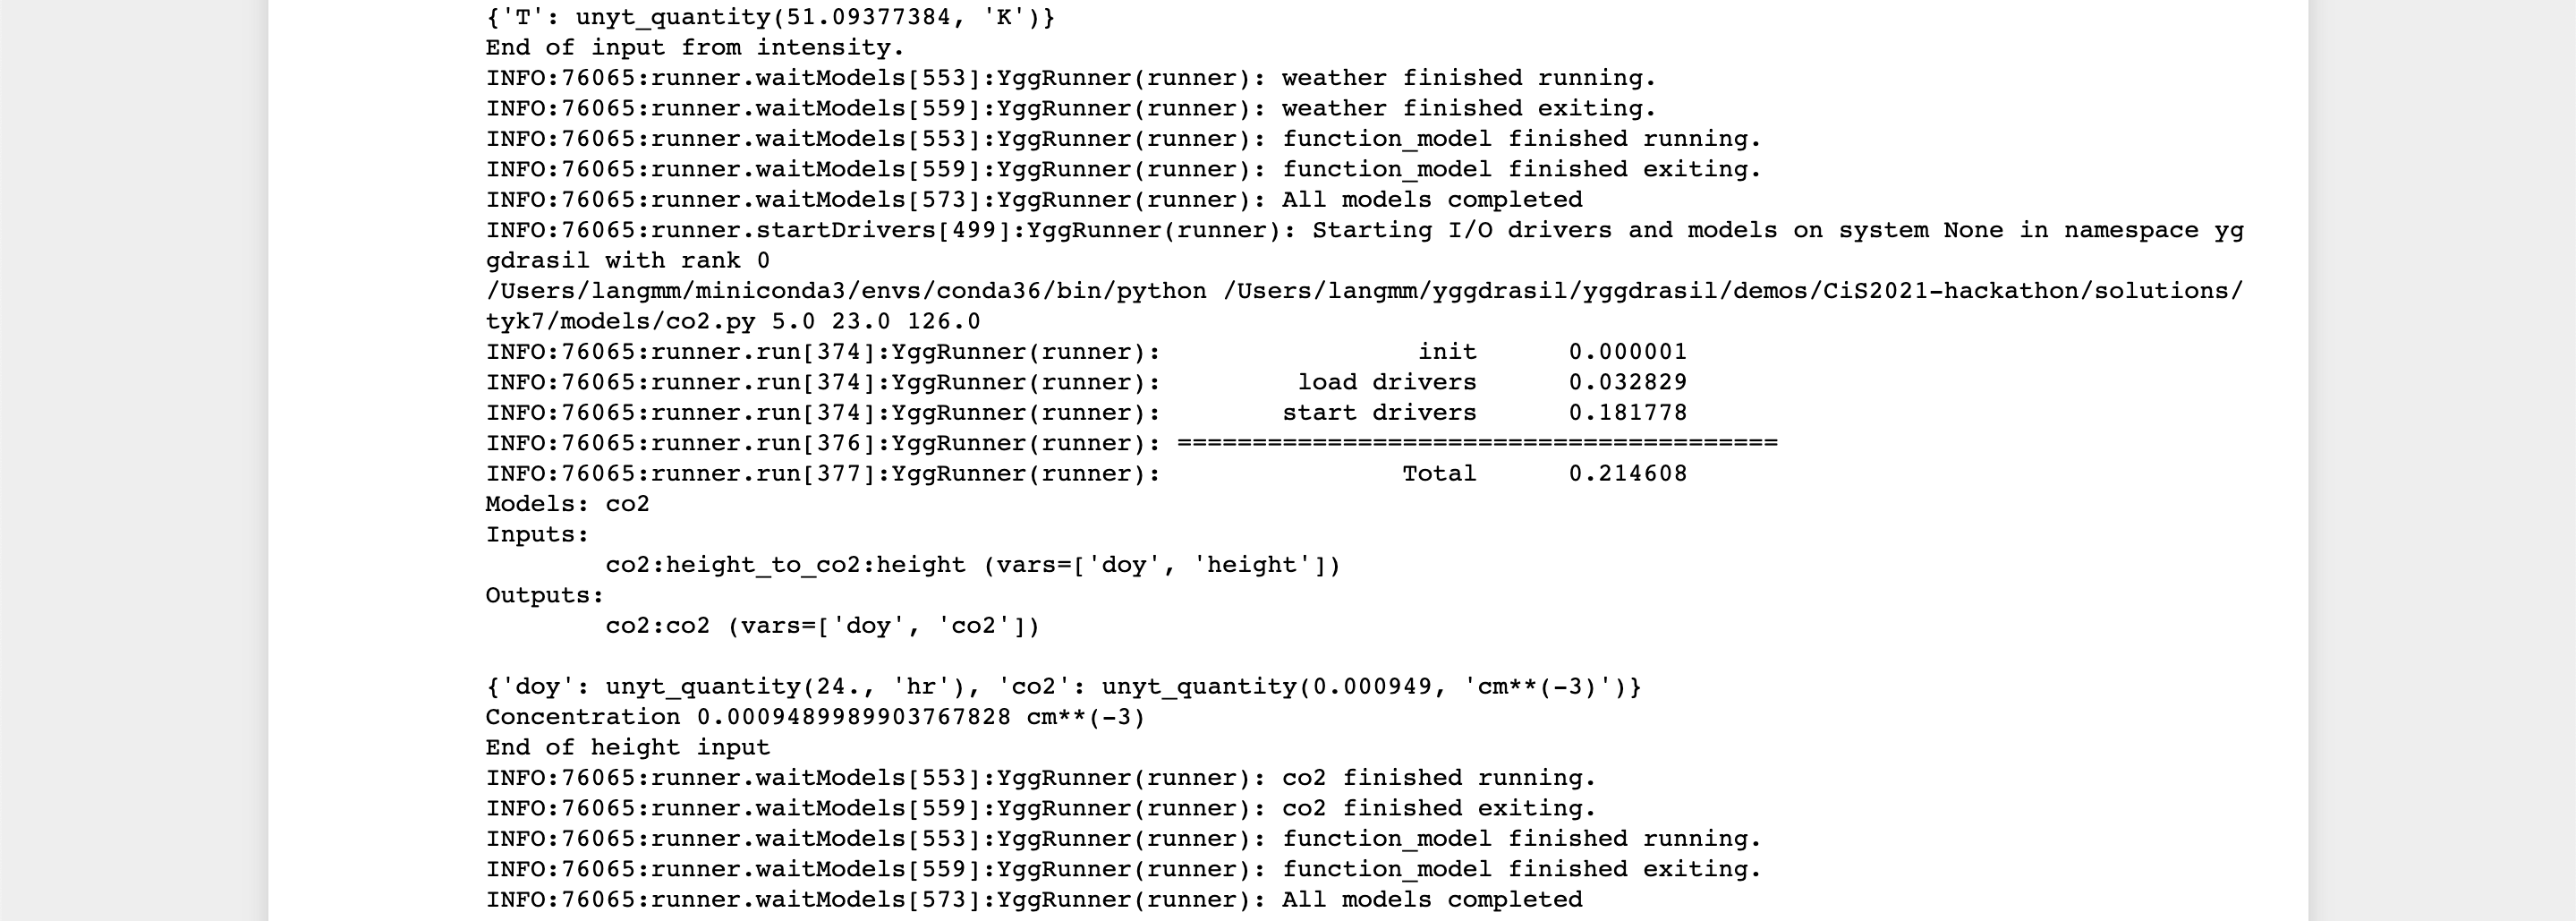 {'T': unyt_quantity(51.09377384, 'K')}
End of input from intensity.
INFO:76065:runner.waitModels[553]:YggRunner(runner): weather finished running.
INFO:76065:runner.waitModels[559]:YggRunner(runner): weather finished exiting.
INFO:76065:runner.waitModels[553]:YggRunner(runner): function_model finished running.
INFO:76065:runner.waitModels[559]:YggRunner(runner): function_model finished exiting.
INFO:76065:runner.waitModels[573]:YggRunner(runner): All models completed
INFO:76065:runner.startDrivers[499]:YggRunner(runner): Starting I/O drivers and models on system None in namespace yg
gdrasil with rank 0
/Users/langmm/miniconda3/envs/conda36/bin/python /Users/langmm/yggdrasil/yggdrasil/demos/CiS2021-hackathon/solutions/
tyk7/models/co2.py 5.0 23.0 126.0
INFO:76065:runner.run[374]:YggRunner(runner):                 init      0.000001
INFO:76065:runner.run[374]:YggRunner(runner):         load drivers      0.032829
INFO:76065:runner.run[374]:YggRunner(runner):        start drivers      0.181778
INFO:76065:runner.run[376]:YggRunner(runner): ========================================
INFO:76065:runner.run[377]:YggRunner(runner):                Total      0.214608
Models: co2
Inputs:
        co2:height_to_co2:height (vars=['doy', 'height'])
Outputs:
        co2:co2 (vars=['doy', 'co2'])
{'doy': unyt_quantity(24., 'hr'), 'co2': unyt_quantity(0.000949, 'cm**(-3)')}
Concentration 0.0009489989903767828 cm**(-3)
End of height input
INFO:76065:runner.waitModels[553]:YggRunner(runner): co2 finished running.
INFO:76065:runner.waitModels[559]:YggRunner(runner): co2 finished exiting.
INFO:76065:runner.waitModels[553]:YggRunner(runner): function_model finished running.
INFO:76065:runner.waitModels[559]:YggRunner(runner): function_model finished exiting.
INFO:76065:runner.waitModels[573]:YggRunner(runner): All models completed